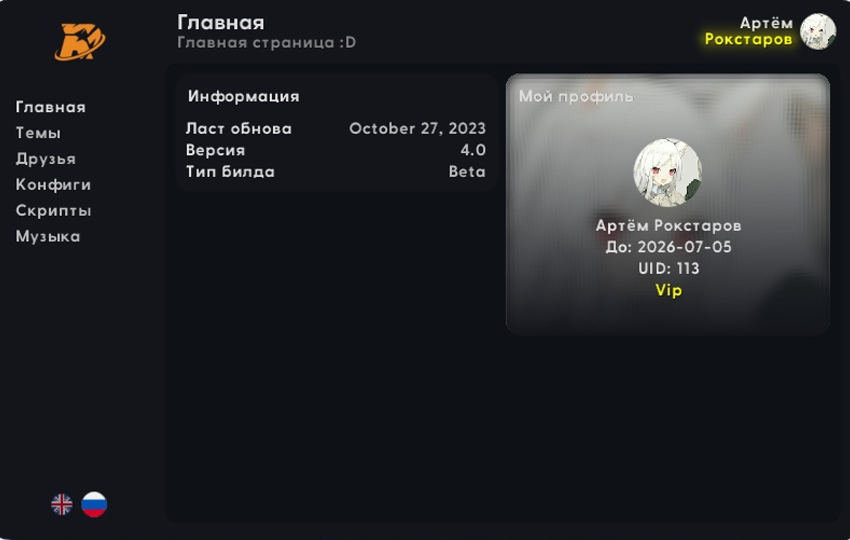 Главная
Главная страница :D
Артём
Рокстаров
Главная
Темы
Друзья
Конфиги
Скрипты
Музыка
Информация
Ласт обнова October 27, 2023
Версия 4.0
Тип билда Beta
Мой профиль
Артём Рокстаров
До: 2026-07-05
UID: 113
Vip